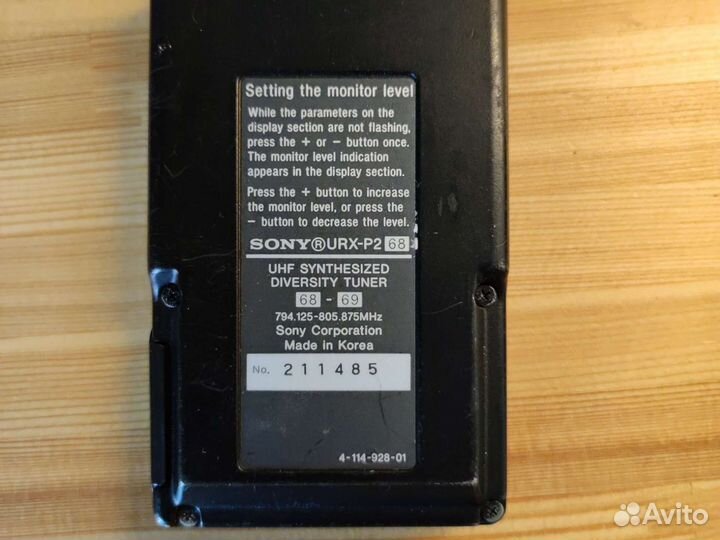 Setting the monitor level
While the parameters on the
display section are not flashing,
press the + or − button once.
The monitor level indication
appears in the display section.
Press the + button to increase
the monitor level, or press the
− button to decrease the level.
SONY®URX-P2 68
UHF SYNTHESIZED
DIVERSITY TUNER
68 - 69
794.125-805.875MHz
Sony Corporation
Made in Korea
No. 211485
4-114-928-01
Avito